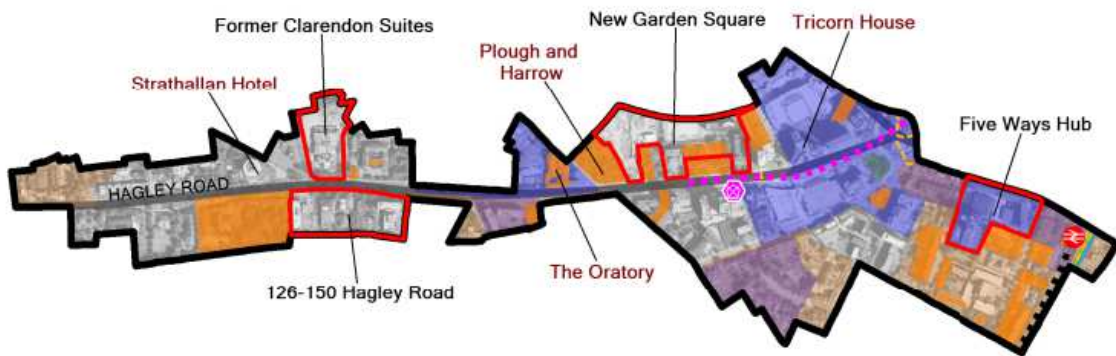 Former Clarendon Suites
New Garden Square
Tricorn House
Plough and
Harrow
Strathallan Hotel
Five Ways Hub
HAGLEY ROAD
The Oratory
126-150 Hagley Road